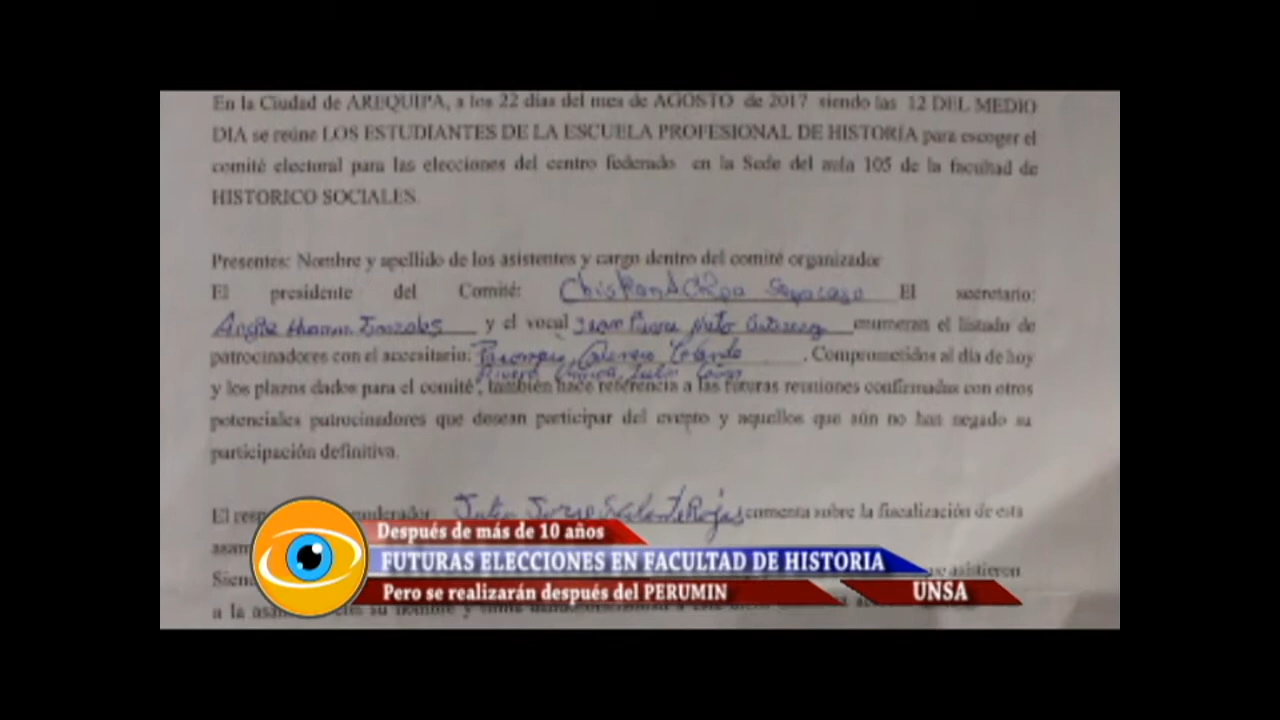 En la Ciudad de AREQUIPA, a los 22 días del mes de AGOSTO de 2017 siendo las 12 DEL MEDIO
DIA se reúne LOS ESTUDIANTES DE LA ESCUELA PROFESIONAL DE HISTORIA para escoger el
comité electoral para las elecciones del centro federado en la Sede del aula 105 de la facultad de
HISTORICO SOCIALES.
Presentes: Nombre y apellido de los asistentes y cargo dentro del comité organizador
El presidente del Comité: El secretario:
y el vocal enumeran el listado de
patrocinadores con el accesitario: . Comprometidos al día de hoy
y los plazos dados para el comité", también hace referencia a las futuras reuniones confirmadas con otros
potenciales patrocinadores que desean participar del evento y aquellos que aún no han negado su
participación definitiva.
El comenta sobre la fiscalización de esta
Después de más de 10 años
FUTURAS ELECCIONES EN FACULTAD DE HISTORIA
asistieron
Pero se realizarán después del PERUMIN UNSA
a la